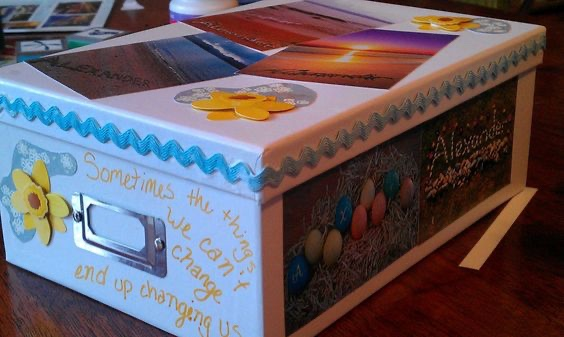 Alexander
ALEXANDER
Alexander
Sometimes the things
we can't
change
end up changing us